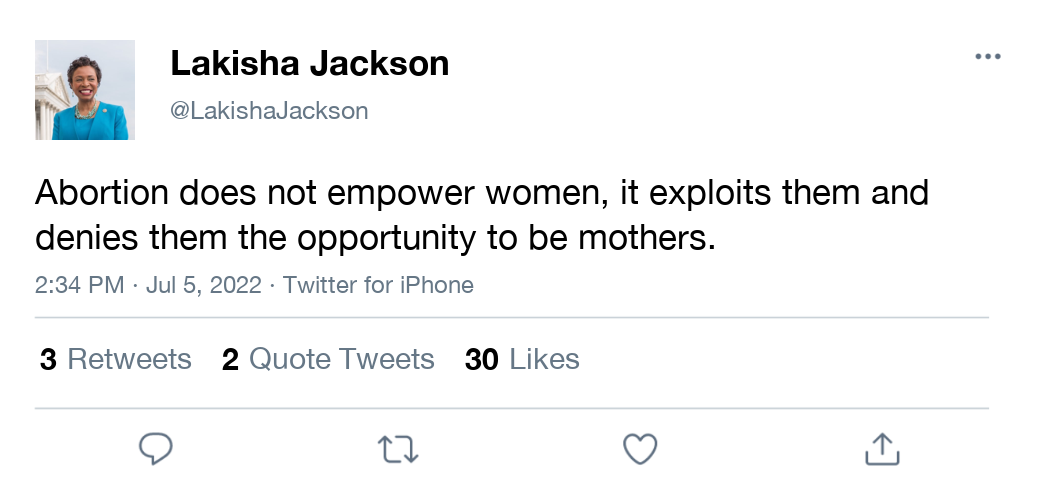 Lakisha Jackson
@LakishaJackson
Abortion does not empower women, it exploits them and
denies them the opportunity to be mothers.
2:34 PM · Jul 5, 2022 · Twitter for iPhone
3 Retweets 2 Quote Tweets 30 Likes